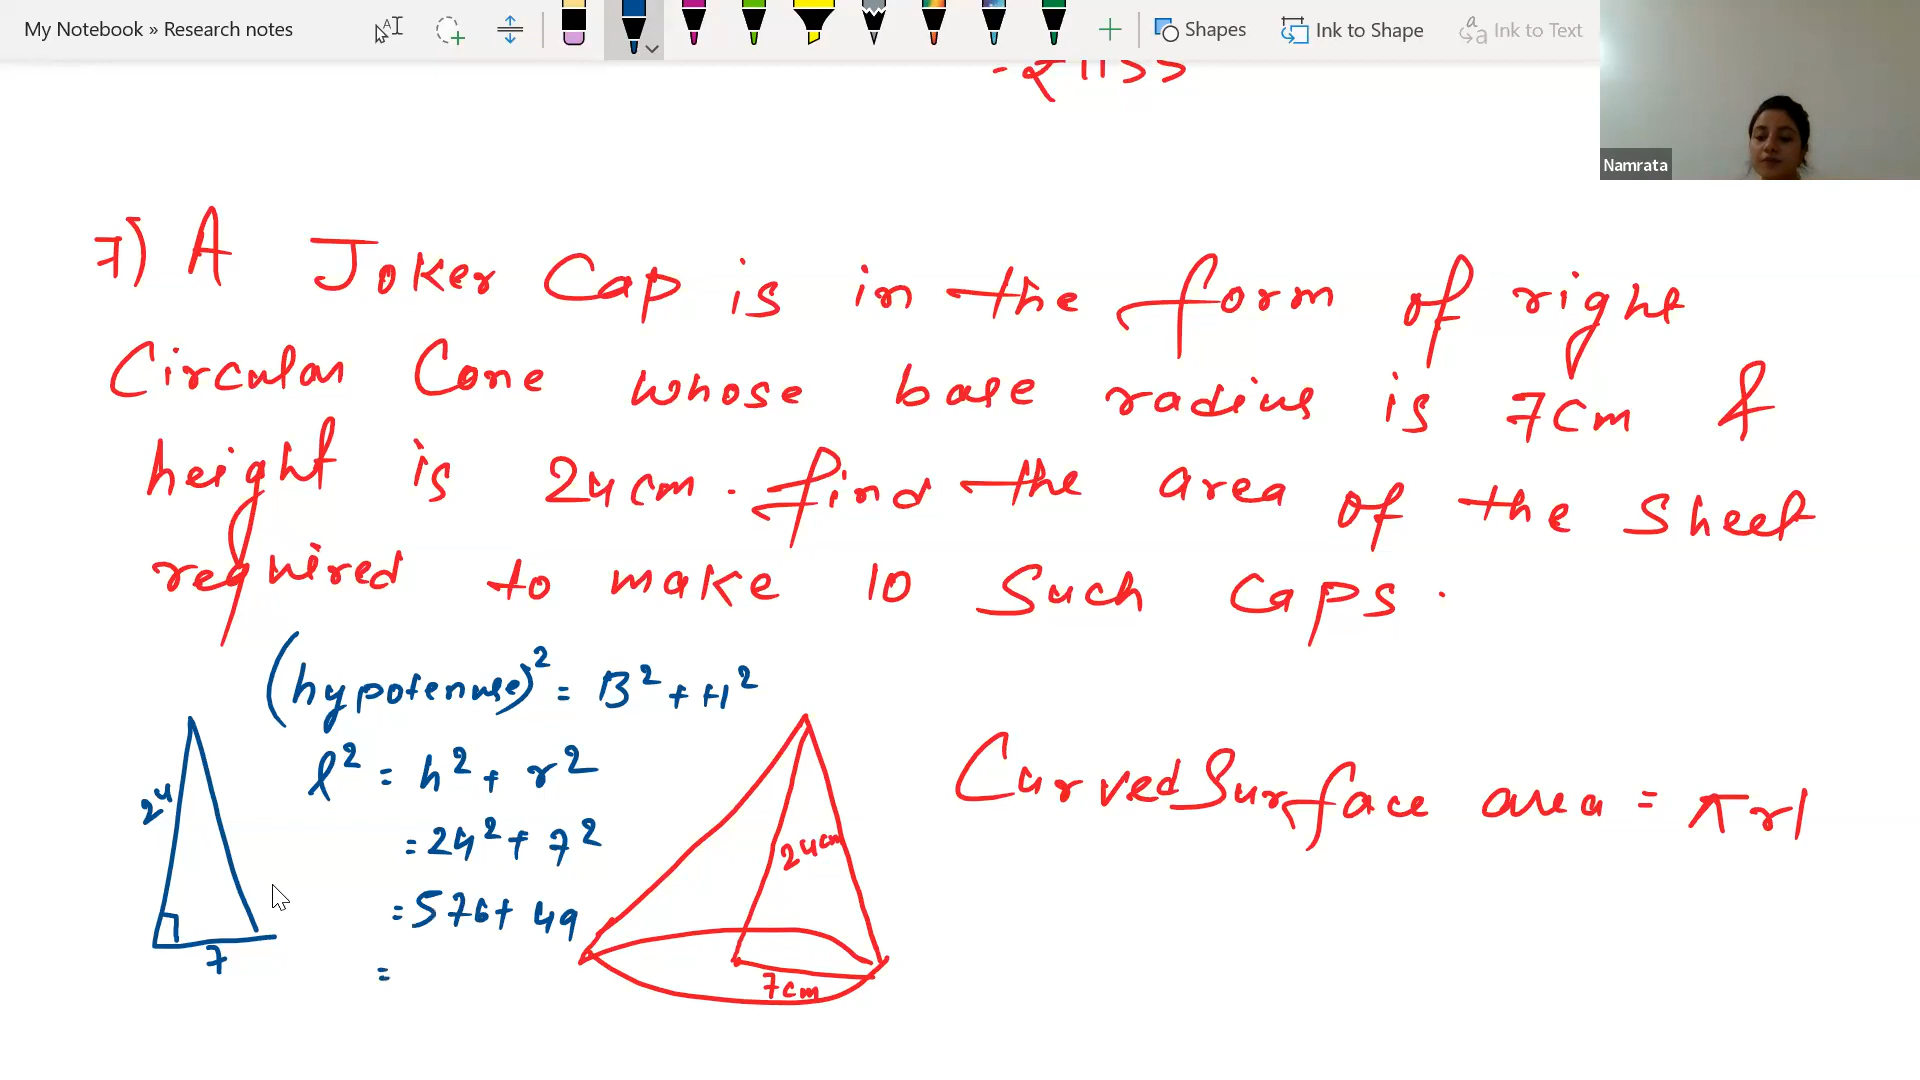 My Notebook » Research notes
Shapes
Ink to Shape
Ink to Text
Namrata
7) A Joker Cap is in the form of right
Circular Cone whose base radius is 7cm &
height is 24cm. find the area of the sheet
required to make 10 Such Caps.
(hypotenuse)² = B² + H²
l² = h² + r²
= 24² + 7²
= 576 + 49
=
24
7
24cm
7cm
Curved Surface area = πrl